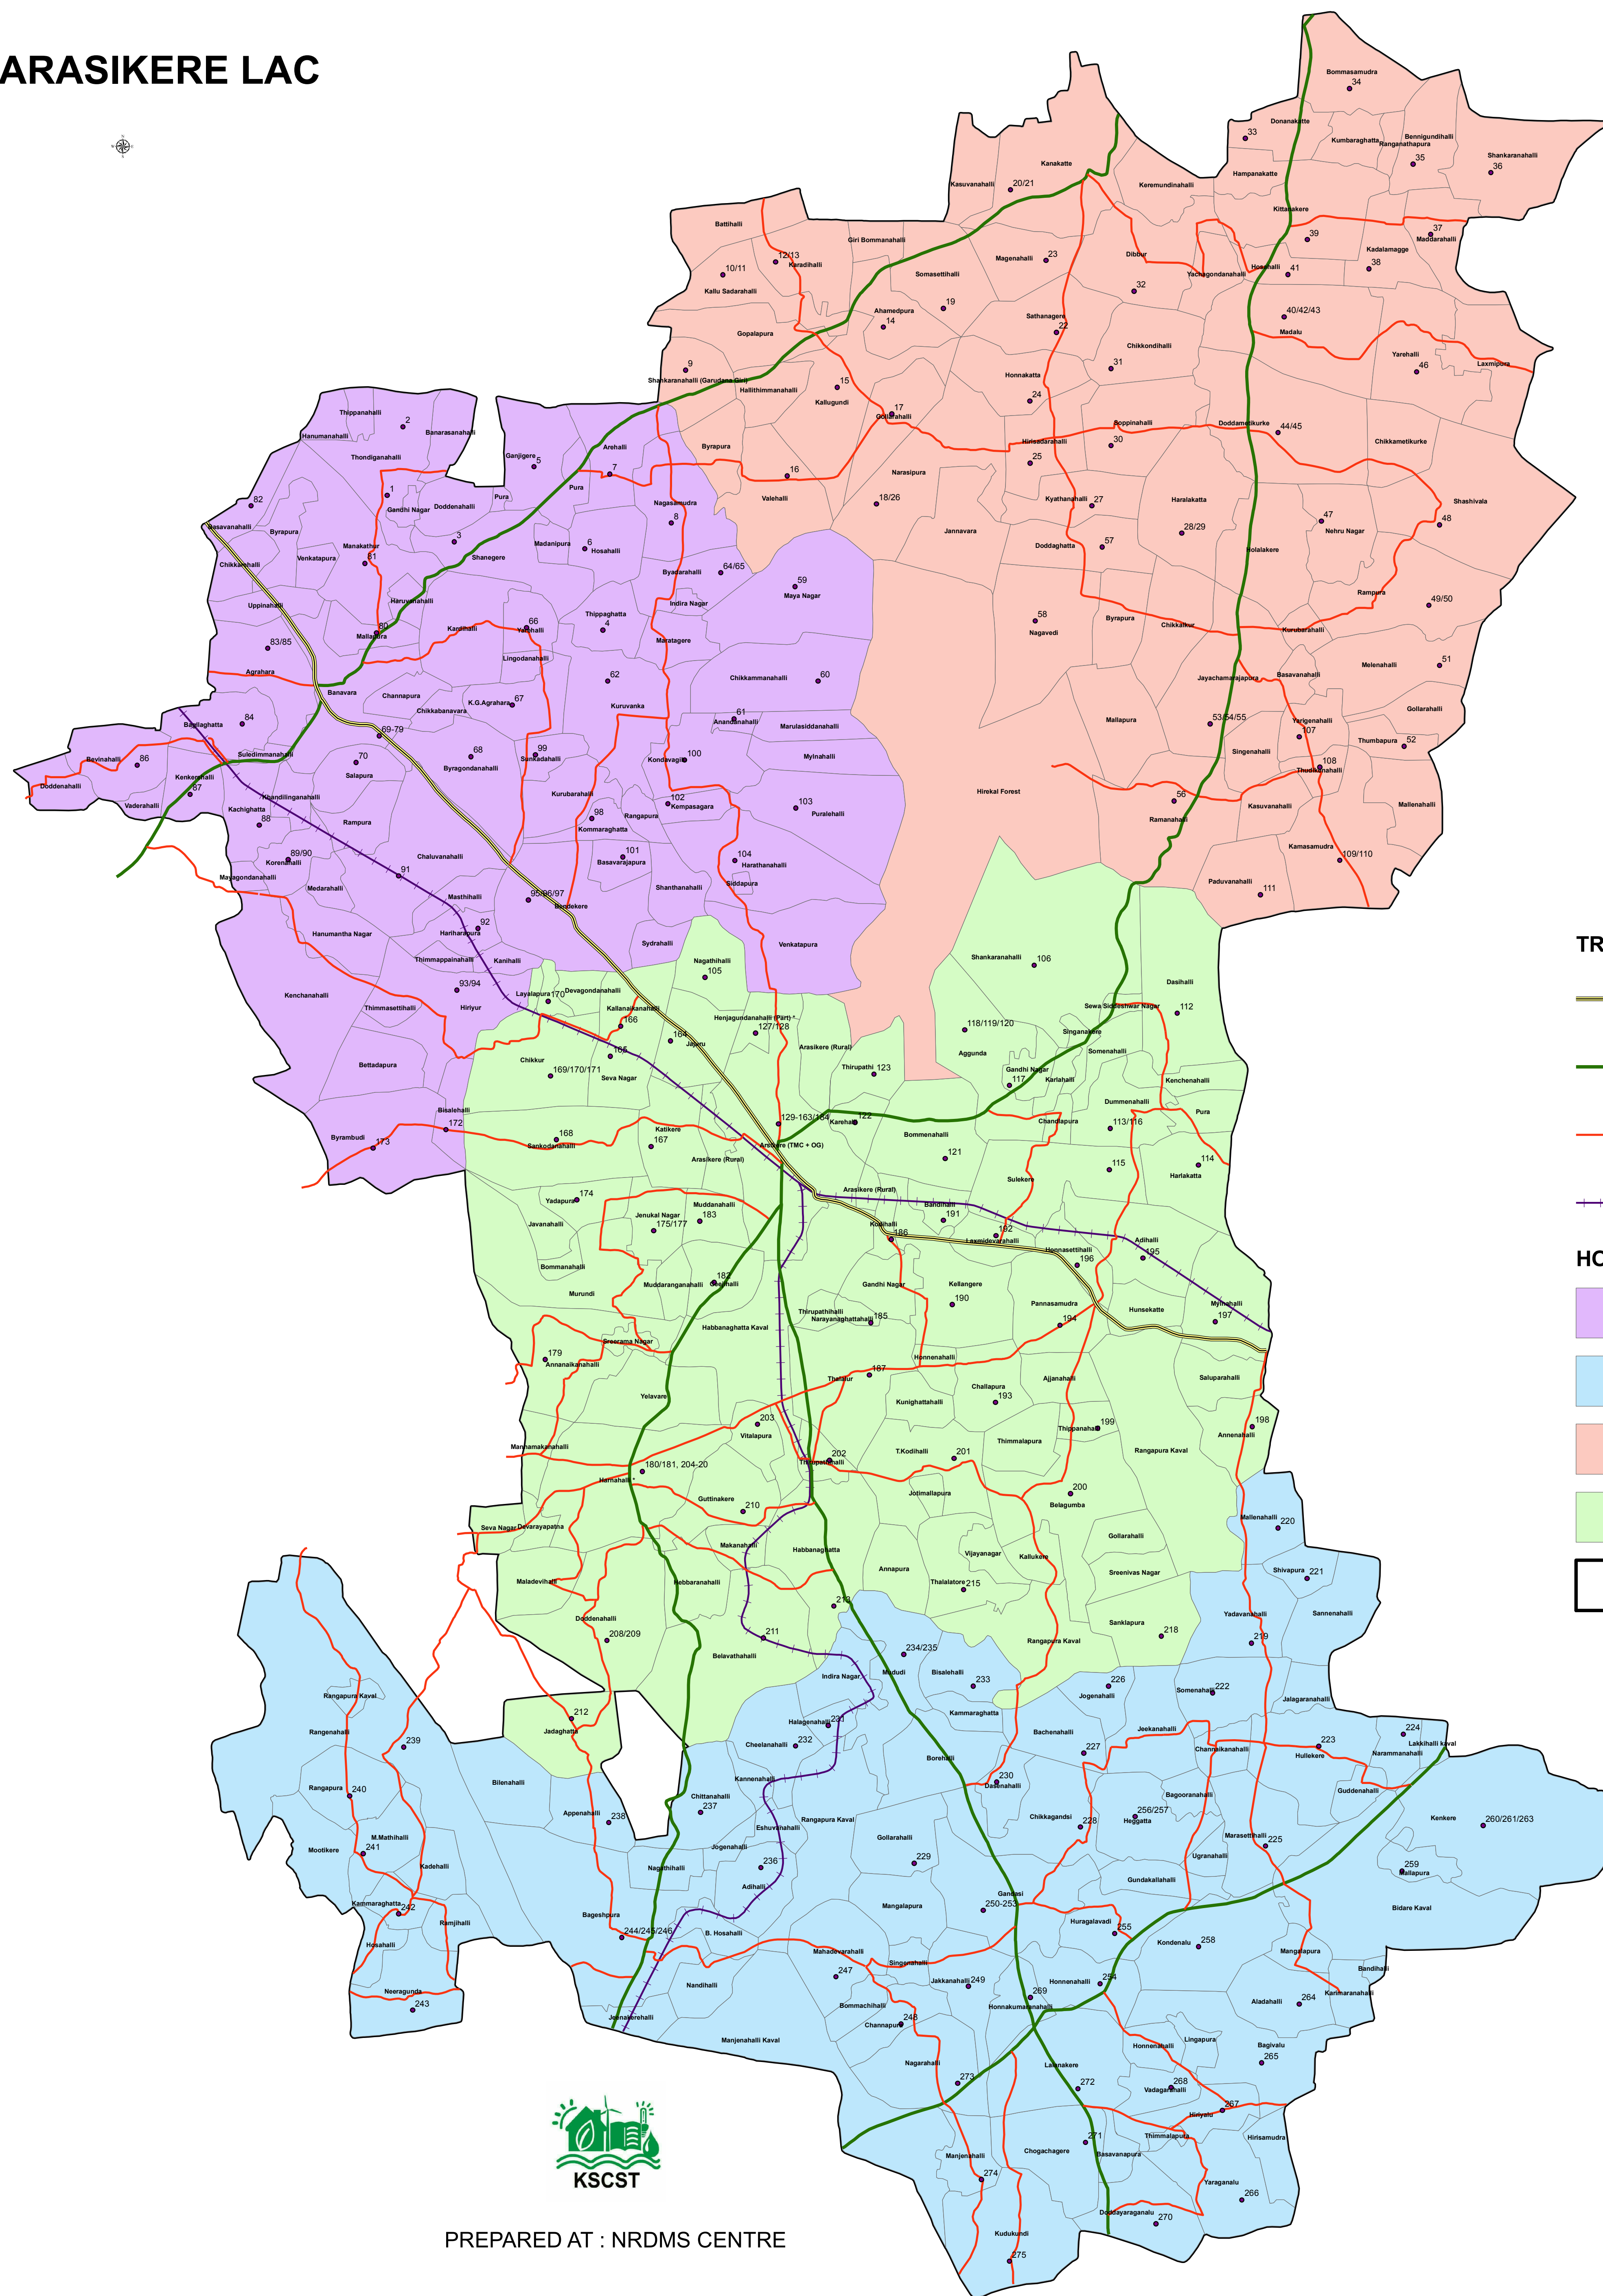 ARASIKERE LAC
Bommasamudra
34
Donanakatte
33
Kumbaraghatta
Bennigundihalli
Ranganathapura
35
Shankaranahalli
36
Kanakatte
Hampanakatte
Kasuvanahalli
20/21
Keremundinahalli
Kittanakere
Battihalli
39
37
Maddarahalli
Giri Bommanahalli
Kadalamagge
38
12/13
Karadihalli
Magenahalli
23
Dibbur
10/11
Somasettihalli
Yachagondanahalli
41
Kallu Sadarahalli
32
19
Ahamedpura
14
Sathanagere
22
40/42/43
Madalu
Gopalapura
Chikkondihalli
Yarehalli
46
Laxmipura
9
31
Shankaranahalli (Garudana Giri)
15
Honnakatta
Hallithimmanahalli
Kallugundi
24
17
Gollarahalli
Thippanahalli
2
Hanumanahalli
Banarasanahalli
Soppinahalli
Doddametikurke
44/45
Chikkametikurke
Hirisadarahalli
30
Arehalli
Byrapura
Thondiganahalli
Ganjigere
5
25
7
16
Narasipura
Pura
Pura
1
Valehalli
18/26
Kyathanahalli
27
Haralakatta
Shashivala
82
Gandhi Nagar
Doddenahalli
Nagasamudra
8
47
48
Basavanahalli
Byrapura
Jannavara
28/29
Nehru Nagar
3
Madanipura
6
Hosahalli
Doddaghatta
57
Holalakere
Manakathur
Venkatapura
81
Shanegere
Chikkarehalli
Byadarahalli
64/65
59
Maya Nagar
Rampura
Uppinahalli
Haruvanahalli
Indira Nagar
49/50
Thippaghatta
4
58
Nagavedi
Byrapura
Chikkalkur
Kurubarahalli
80
Mallapura
Kardihalli
66
Yalehalli
Maratagere
83/85
Lingodanahalli
Melenahalli
51
Agrahara
62
Chikkammanahalli
60
Jayachamarajapura
Basavanahalli
Banavara
Channapura
K.G.Agrahara
67
Kuruvanka
Gollarahalli
Chikkabanavara
61
Anandanahalli
Marulasiddanahalli
Mallapura
53/54/55
Yarigenahalli
107
Bagilaghatta
84
69-79
Thumbapura
52
Singenahalli
Bevinahalli
86
Suledimmanahalli
70
68
99
Sunkadahalli
100
Mylnahalli
Salapura
Byragondanahalli
108
Kenkerehalli
87
Doddenahalli
Hirekal Forest
56
Kurubarahalli
Khandilinganahalli
Vaderahalli
102
Kempasagara
103
Puralehalli
Kasuvanahalli
Mallenahalli
Kachighatta
88
Rampura
98
Rangapura
Ramanahalli
Kommaraghatta
Kamasamudra
109/110
Chaluvanahalli
101
Basavarajapura
104
Harathanahalli
89/90
Korenahalli
91
Mayagondanahalli
Medarahalli
Shanthanahalli
Siddapura
Paduvanahalli
111
Masthihalli
95/96/97
Bendekere
Hanumantha Nagar
92
Hariharapura
Sydrahalli
Venkatapura
TR
Thimmappainahalli
Kanihalli
Nagathihalli
105
Shankaranahalli
106
93/94
Devagondanahalli
Dasihalli
Kenchanahalli
Layalapura
170
Thimmasettihalli
Hiriyur
Kallanaikanahalli
166
Sewa Siddeshwar Nagar
112
Henjagundanahalli (Part) *
127/128
118/119/120
Singanakere
164
Jajuru
Arasikere (Rural)
Aggunda
Somenahalli
Chikkur
165
Bettadapura
Thirupathi
123
Gandhi Nagar
117
Karlahalli
Kenchenahalli
169/170/171
Seva Nagar
Bisalehalli
172
Dummenahalli
Pura
129-163/184
122
Karehalli
Chandapura
113/116
Byrambudi
173
168
Sankodanahalli
Katikere
167
Arsikere (TMC + OG)
Bommenahalli
Arasikere (Rural)
121
115
114
Harlakatta
Sulekere
Arasikere (Rural)
Yadapura
174
Muddanahalli
Bandihalli
191
Javanahalli
Jenukal Nagar
175/177
183
Kodihalli
186
192
Laxmidevarahalli
Adihalli
195
HO
Honnasettihalli
196
Bommanahalli
182
Muddaranganahalli
Gandhi Nagar
Kellangere
190
Murundi
Pannasamudra
194
Hunsekatte
Mylnahalli
197
Thirupathihalli
Narayanaghattahalli
185
Habbanaghatta Kaval
Sreerama Nagar
179
Annanaikanahalli
Honnenahalli
Thalalur
187
Ajjanahalli
Saluparahalli
Challapura
193
Yelavare
Kunighattahalli
203
Vitalapura
Thippanahalli
199
198
Annenahalli
Manhamakanahalli
T.Kodihalli
Thimmalapura
Rangapura Kaval
202
201
180/181, 204-20
Harnahalli *
Jotimallapura
200
Belagumba
Guttinakere
210
Mallenahalli
220
Seva Nagar
Devarayapatna
Makanahalli
Habbanaghatta
Gollarahalli
Vijayanagar
Kallukere
Annapura
Sreenivas Nagar
Shivapura
221
Maladevihalli
Hebbaranahalli
Thalalatore
215
213
Doddenahalli
Sanklapura
218
Yadavanahalli
Sannenahalli
208/209
211
Rangapura Kaval
219
Belavathahalli
234/235
Indira Nagar
Mududi
Bisalehalli
233
226
Jogenahalli
Somenahalli
222
Jalagaranahalli
Rangapura Kaval
212
Jadaghatta
Kammaraghatta
Halagenahalli
231
Rangenahalli
Bachenahalli
Jeekanahalli
224
239
Cheelanahalli
232
227
Channaikanahalli
223
Hullekere
Lakkihalli kaval
Narammanahalli
Borehalli
Bilenahalli
Kannenahalli
230
Dasenahalli
Rangapura
240
Chittanahalli
237
Guddenahalli
Bagooranahalli
Appenahalli
238
Rangapura Kaval
Chikkagandsi
228
256/257
Heggatta
Kenkere
260/261/263
Eshuvahahalli
M.Mathihalli
Gollarahalli
Marasettihalli
225
Mootikere
241
Jogenahalli
Ugranahalli
Kadehalli
Nagathihalli
236
229
259
Mallapura
Gundakallahalli
Adihalli
Gandasi
Kammaraghatta
242
Mangalapura
250-253
Bidare Kaval
Bageshpura
Ramjihalli
Huragalavadi
255
244/245/246
B. Hosahalli
Kondenalu
258
Hosahalli
Mahadevarahalli
Mangalapura
Singenahalli
247
Bandihalli
Neeragunda
Nandihalli
Jakkanahalli
249
Honnenahalli
254
243
269
Kanmaranahalli
Bommachihalli
Honnakumaranahalli
Aladahalli
264
Channapura
248
Manjenahalli Kaval
Lingapura
Honnenahalli
Bagivalu
265
Nagarahalli
Lalanakere
273
272
268
Vadagarahalli
267
Hiriyalu
Thimmalapura
Hirisamudra
271
Manjenahalli
Chogachagere
Basavanapura
274
Yaraganalu
266
KSCST
Doddayaraganalu
270
PREPARED AT : NRDMS CENTRE
Kudukundi
275